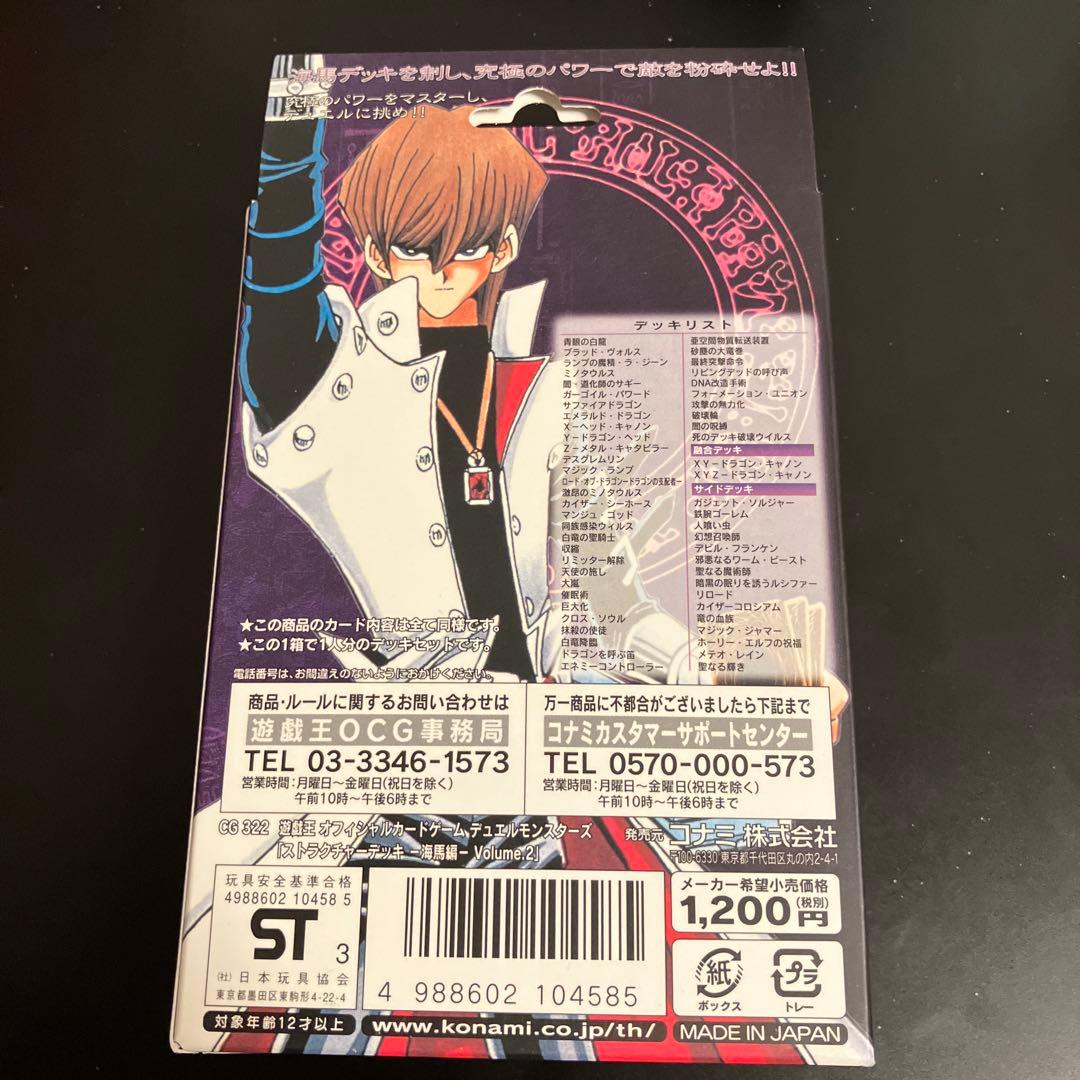 海馬デッキを制し、究極のパワーで敵を粉砕せよ!!
究極のパワーをマスターし、
デュエルに挑め!!
デッキリスト
青眼の白龍
ブラッド・ヴォルス
ランプの魔精・ラ・ジーン
ミノタウルス
闇・道化師のサギー
ガーゴイル・パワード
サファイアドラゴン
エメラルド・ドラゴン
X－ヘッド・キャノン
Y－ドラゴン・ヘッド
Z－メタル・キャタピラー
デスグレムリン
マジック・ランプ
ロード・オブ・ドラゴンードラゴンの支配者ー
激昂のミノタウルス
カイザー・シーホース
マンジュ・ゴッド
同族感染ウィルス
白竜の聖騎士
収縮
リミッター解除
天使の施し
大嵐
催眠術
巨大化
クロス・ソウル
抹殺の使徒
白竜降臨
ドラゴンを呼ぶ笛
エネミーコントローラー
亜空間物質転送装置
砂塵の大竜巻
最終突撃命令
リビングデッドの呼び声
DNA改造手術
フォーメーション・ユニオン
攻撃の無力化
破壊輪
闇の呪縛
死のデッキ破壊ウイルス
融合デッキ
XY－ドラゴン・キャノン
XYZ－ドラゴン・キャノン
サイドデッキ
ガジェット・ソルジャー
鉄腕ゴーレム
人喰い虫
幻想召喚師
デビル・フランケン
邪悪なるワーム・ビースト
聖なる魔術師
暗黒の眠りを誘うルシファー
リロード
カイザーコロシアム
竜の血族
マジック・ジャマー
ホーリー・エルフの祝福
メテオ・レイン
聖なる輝き
★この商品のカード内容は全て同様です。
★この1箱で1人分のデッキセットです。
電話番号は、お間違えのないようにおかけください。
商品・ルールに関するお問い合わせは
遊戯王OCG事務局
TEL 03-3346-1573
営業時間：月曜日～金曜日(祝日を除く)
午前10時～午後6時まで
万一商品に不都合がございましたら下記まで
コナミカスタマーサポートセンター
TEL 0570-000-573
営業時間：月曜日～金曜日(祝日を除く)
午前10時～午後6時まで
CG 322 遊戯王 オフィシャルカードゲーム デュエルモンスターズ
「ストラクチャーデッキ －海馬編－ Volume.2」
発売元 コナミ 株式会社
〒100-6330 東京都千代田区丸の内2-4-1
玩具安全基準合格
4988602 10458 5
ST 3
(社) 日本玩具協会
東京都墨田区東駒形4-22-4
対象年齢12才以上
4 988602 104585
www.konami.co.jp/th/
メーカー希望小売価格
1,200円(税別)
紙
ボックス
プラ
トレー
MADE IN JAPAN